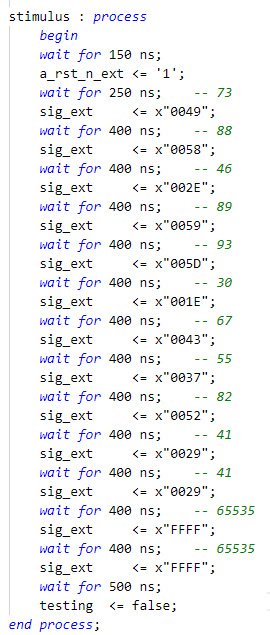 stimulus : process
begin
wait for 150 ns;
a_rst_n_ext <= '1';
wait for 250 ns; -- 73
sig_ext <= x"0049";
wait for 400 ns; -- 88
sig_ext <= x"0058";
wait for 400 ns; -- 46
sig_ext <= x"002E";
wait for 400 ns; -- 89
sig_ext <= x"0059";
wait for 400 ns; -- 93
sig_ext <= x"005D";
wait for 400 ns; -- 30
sig_ext <= x"001E";
wait for 400 ns; -- 67
sig_ext <= x"0043";
wait for 400 ns; -- 55
sig_ext <= x"0037";
wait for 400 ns; -- 82
sig_ext <= x"0052";
wait for 400 ns; -- 41
sig_ext <= x"0029";
wait for 400 ns; -- 41
sig_ext <= x"0029";
wait for 400 ns; -- 65535
sig_ext <= x"FFFF";
wait for 400 ns; -- 65535
sig_ext <= x"FFFF";
wait for 500 ns;
testing <= false;
end process;